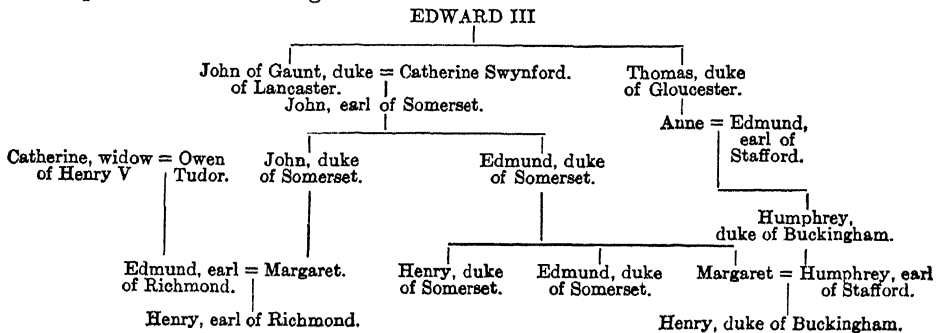 EDWARD III
John of Gaunt, duke = Catherine Swynford.
of Lancaster.
Thomas, duke
of Gloucester.
John, earl of Somerset.
Anne = Edmund,
earl of
Stafford.
Catherine, widow = Owen
of Henry V Tudor.
John, duke
of Somerset.
Edmund, duke
of Somerset.
Humphrey,
duke of Buckingham.
Edmund, earl = Margaret.
of Richmond.
Henry, duke
of Somerset.
Edmund, duke
of Somerset.
Margaret = Humphrey, earl
of Stafford.
Henry, earl of Richmond.
Henry, duke of Buckingham.